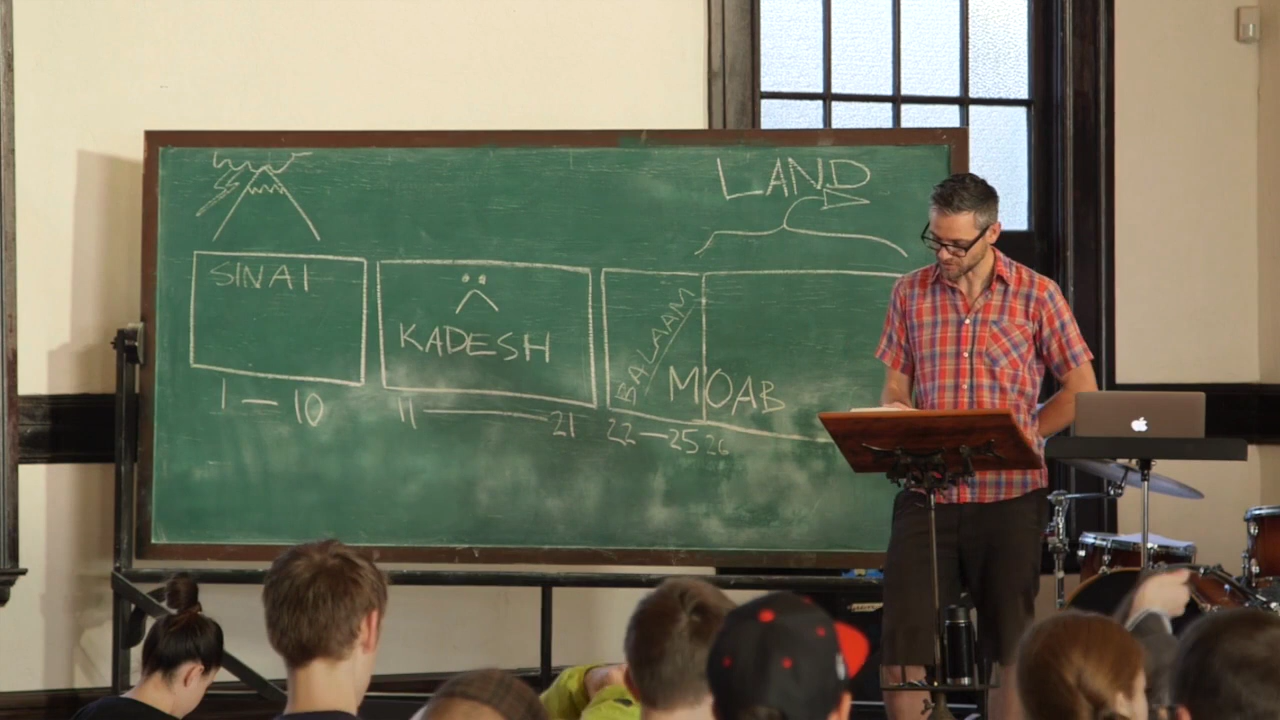 LAND
SINAI
KADESH
BALAAM
MOAB
1 — 10
11 — 21
22 — 25 26